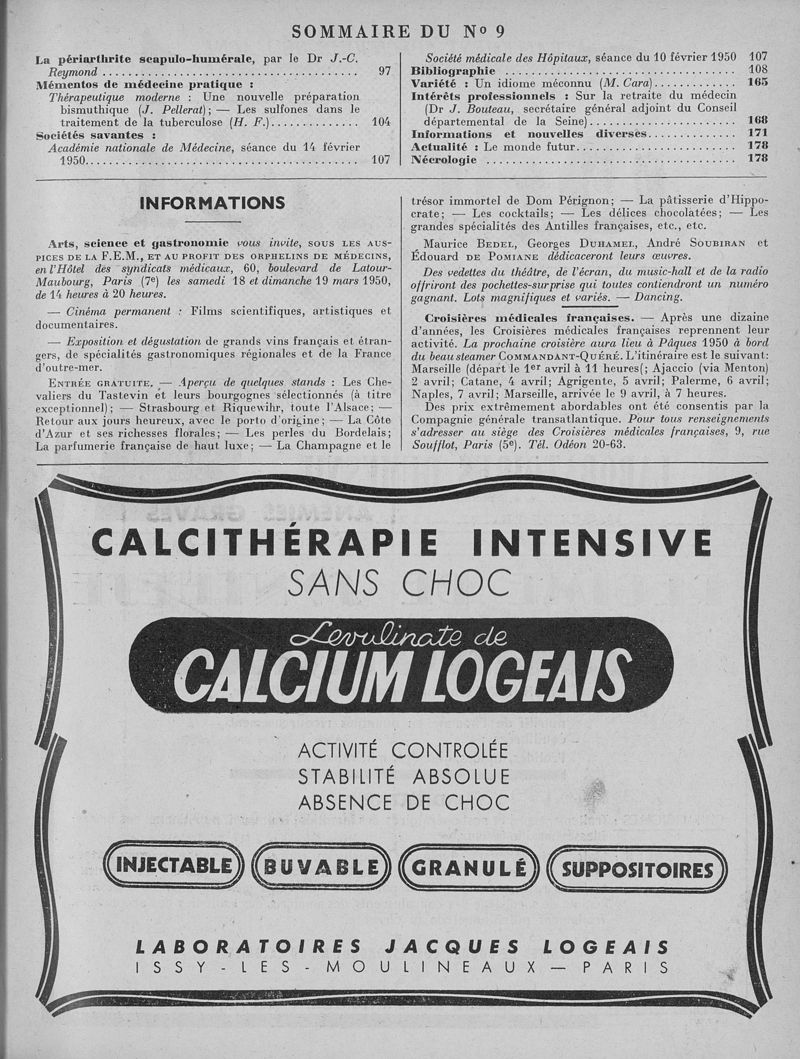 SOMMAIRE DU Nº 9
La périarthrite scapulo-humérale, par le Dr J.-C.
Reymond .................................... 97
Mémentos de médecine pratique :
Thérapeutique moderne : Une nouvelle préparation
bismuthique (J. Pellerat); — Les sulfones dans le
traitement de la tuberculose (H. F.).............. 104
Sociétés savantes :
Académie nationale de Médecine, séance du 14 février
1950...................................... 107
Société médicale des Hôpitaux, séance du 10 février 1950 107
Bibliographie .................................. 108
Variété : Un idiome méconnu (M. Cara)............. 165
Intérêts professionnels : Sur la retraite du médecin
(Dr J. Bouteau, secrétaire général adjoint du Conseil
départemental de la Seine)..................... 168
Informations et nouvelles diverses............. 171
Actualité : Le monde futur....................... 178
Nécrologie ..................................... 178
INFORMATIONS
Arts, science et gastronomie vous invite, SOUS LES AUS-
PICES DE LA F.E.M., ET AU PROFIT DES ORPHELINS DE MÉDECINS,
en l'Hôtel des syndicats médicaux, 60, boulevard de Latour-
Maubourg, Paris (7e) les samedi 18 et dimanche 19 mars 1950,
de 14 heures à 20 heures.
— Cinéma permanent : Films scientifiques, artistiques et
documentaires.
— Exposition et dégustation de grands vins français et étran-
gers, de spécialités gastronomiques régionales et de la France
d'outre-mer.
ENTRÉE GRATUITE. — Aperçu de quelques stands : Les Che-
valiers du Tastevin et leurs bourgognes sélectionnés (à titre
exceptionnel); — Strasbourg et Riquewihr, toute l'Alsace; —
Retour aux jours heureux, avec le porto d'origine; — La Côte
d'Azur et ses richesses florales; — Les perles du Bordelais;
La parfumerie française de haut luxe; — La Champagne et le
trésor immortel de Dom Pérignon; — La pâtisserie d'Hippo-
crate; — Les cocktails; — Les délices chocolatées; — Les
grandes spécialités des Antilles françaises, etc., etc.
Maurice BEDEL, Georges DUHAMEL, André SOUBIRAN et
Édouard DE POMIANE dédicaceront leurs œuvres.
Des vedettes du théâtre, de l'écran, du music-hall et de la radio
offriront des pochettes-surprise qui toutes contiendront un numéro
gagnant. Lots magnifiques et variés. — Dancing.
Croisières médicales françaises. — Après une dizaine
d'années, les Croisières médicales françaises reprennent leur
activité. La prochaine croisière aura lieu à Pâques 1950 à bord
du beau steamer COMMANDANT-QUÉRÉ. L'itinéraire est le suivant:
Marseille (départ le 1er avril à 11 heures(; Ajaccio (via Menton)
2 avril; Catane, 4 avril; Agrigente, 5 avril; Palerme, 6 avril;
Naples, 7 avril; Marseille, arrivée le 9 avril, à 7 heures.
Des prix extrêmement abordables ont été consentis par la
Compagnie générale transatlantique. Pour tous renseignements
s'adresser au siège des Croisières médicales françaises, 9, rue
Soufflot, Paris (5e). Tél. Odéon 20-63.
ANÉMIES GRAVES
CALCITHÉRAPIE INTENSIVE
SANS CHOC
Levulinate de
CALCIUM LOGEAIS
ACTIVITÉ CONTROLÉE
STABILITÉ ABSOLUE
ABSENCE DE CHOC
INJECTABLE BUVABLE GRANULÉ SUPPOSITOIRES
LABORATOIRES JACQUES LOGEAIS
ISSY-LES-MOULINEAUX — PARIS